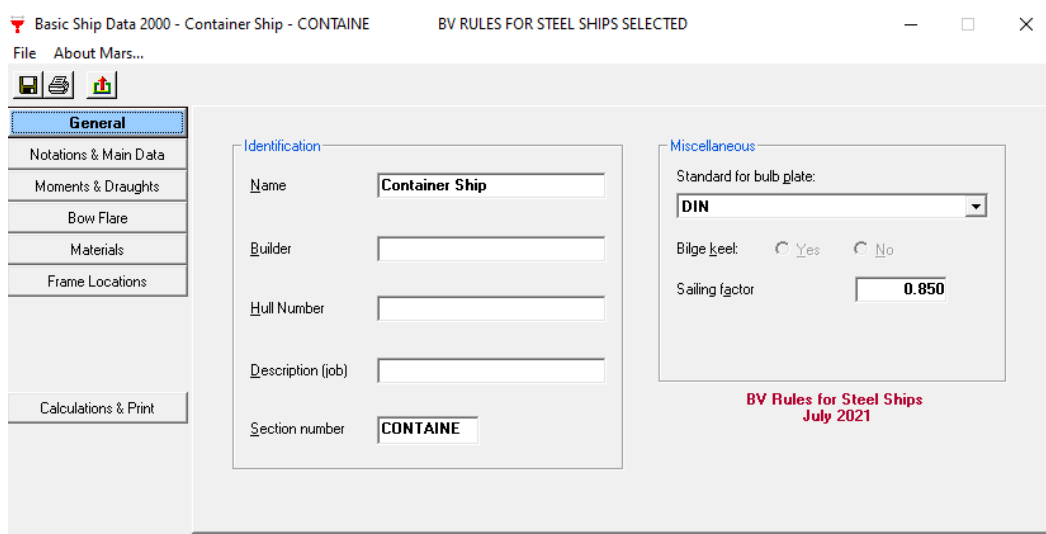 Basic Ship Data 2000 - Container Ship - CONTAINE BV RULES FOR STEEL SHIPS SELECTED
File About Mars...
General
Notations & Main Data
Moments & Draughts
Bow Flare
Materials
Frame Locations
Calculations & Print
Identification
Name Container Ship
Builder
Hull Number
Description (job)
Section number CONTAINE
Miscellaneous
Standard for bulb plate:
DIN
Bilge keel: Yes No
Sailing factor 0.850
BV Rules for Steel Ships
July 2021